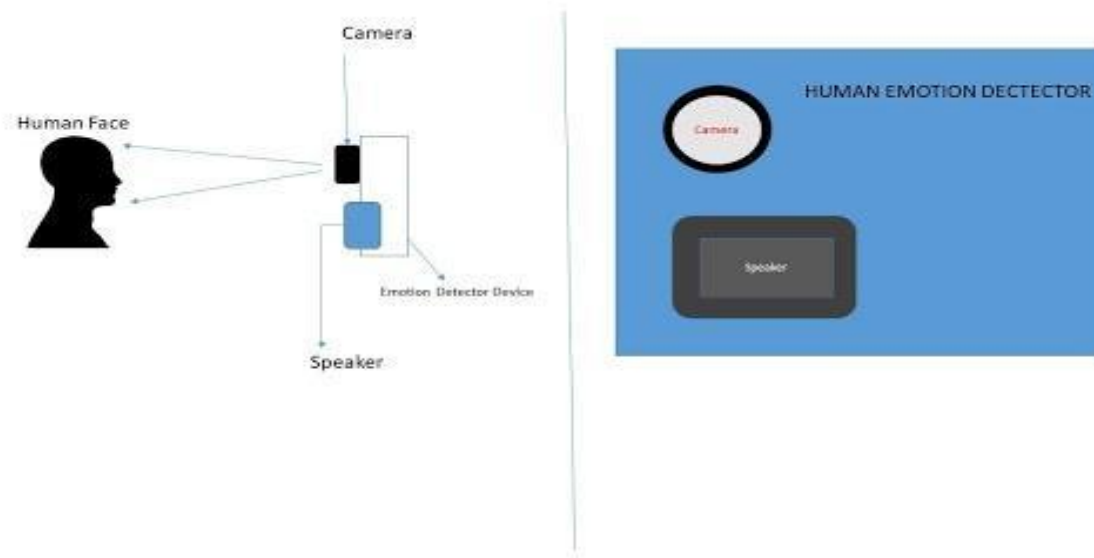 Camera
Human Face
Emotion Detector Device
Speaker
HUMAN EMOTION DECTECTOR
Camera
Speaker